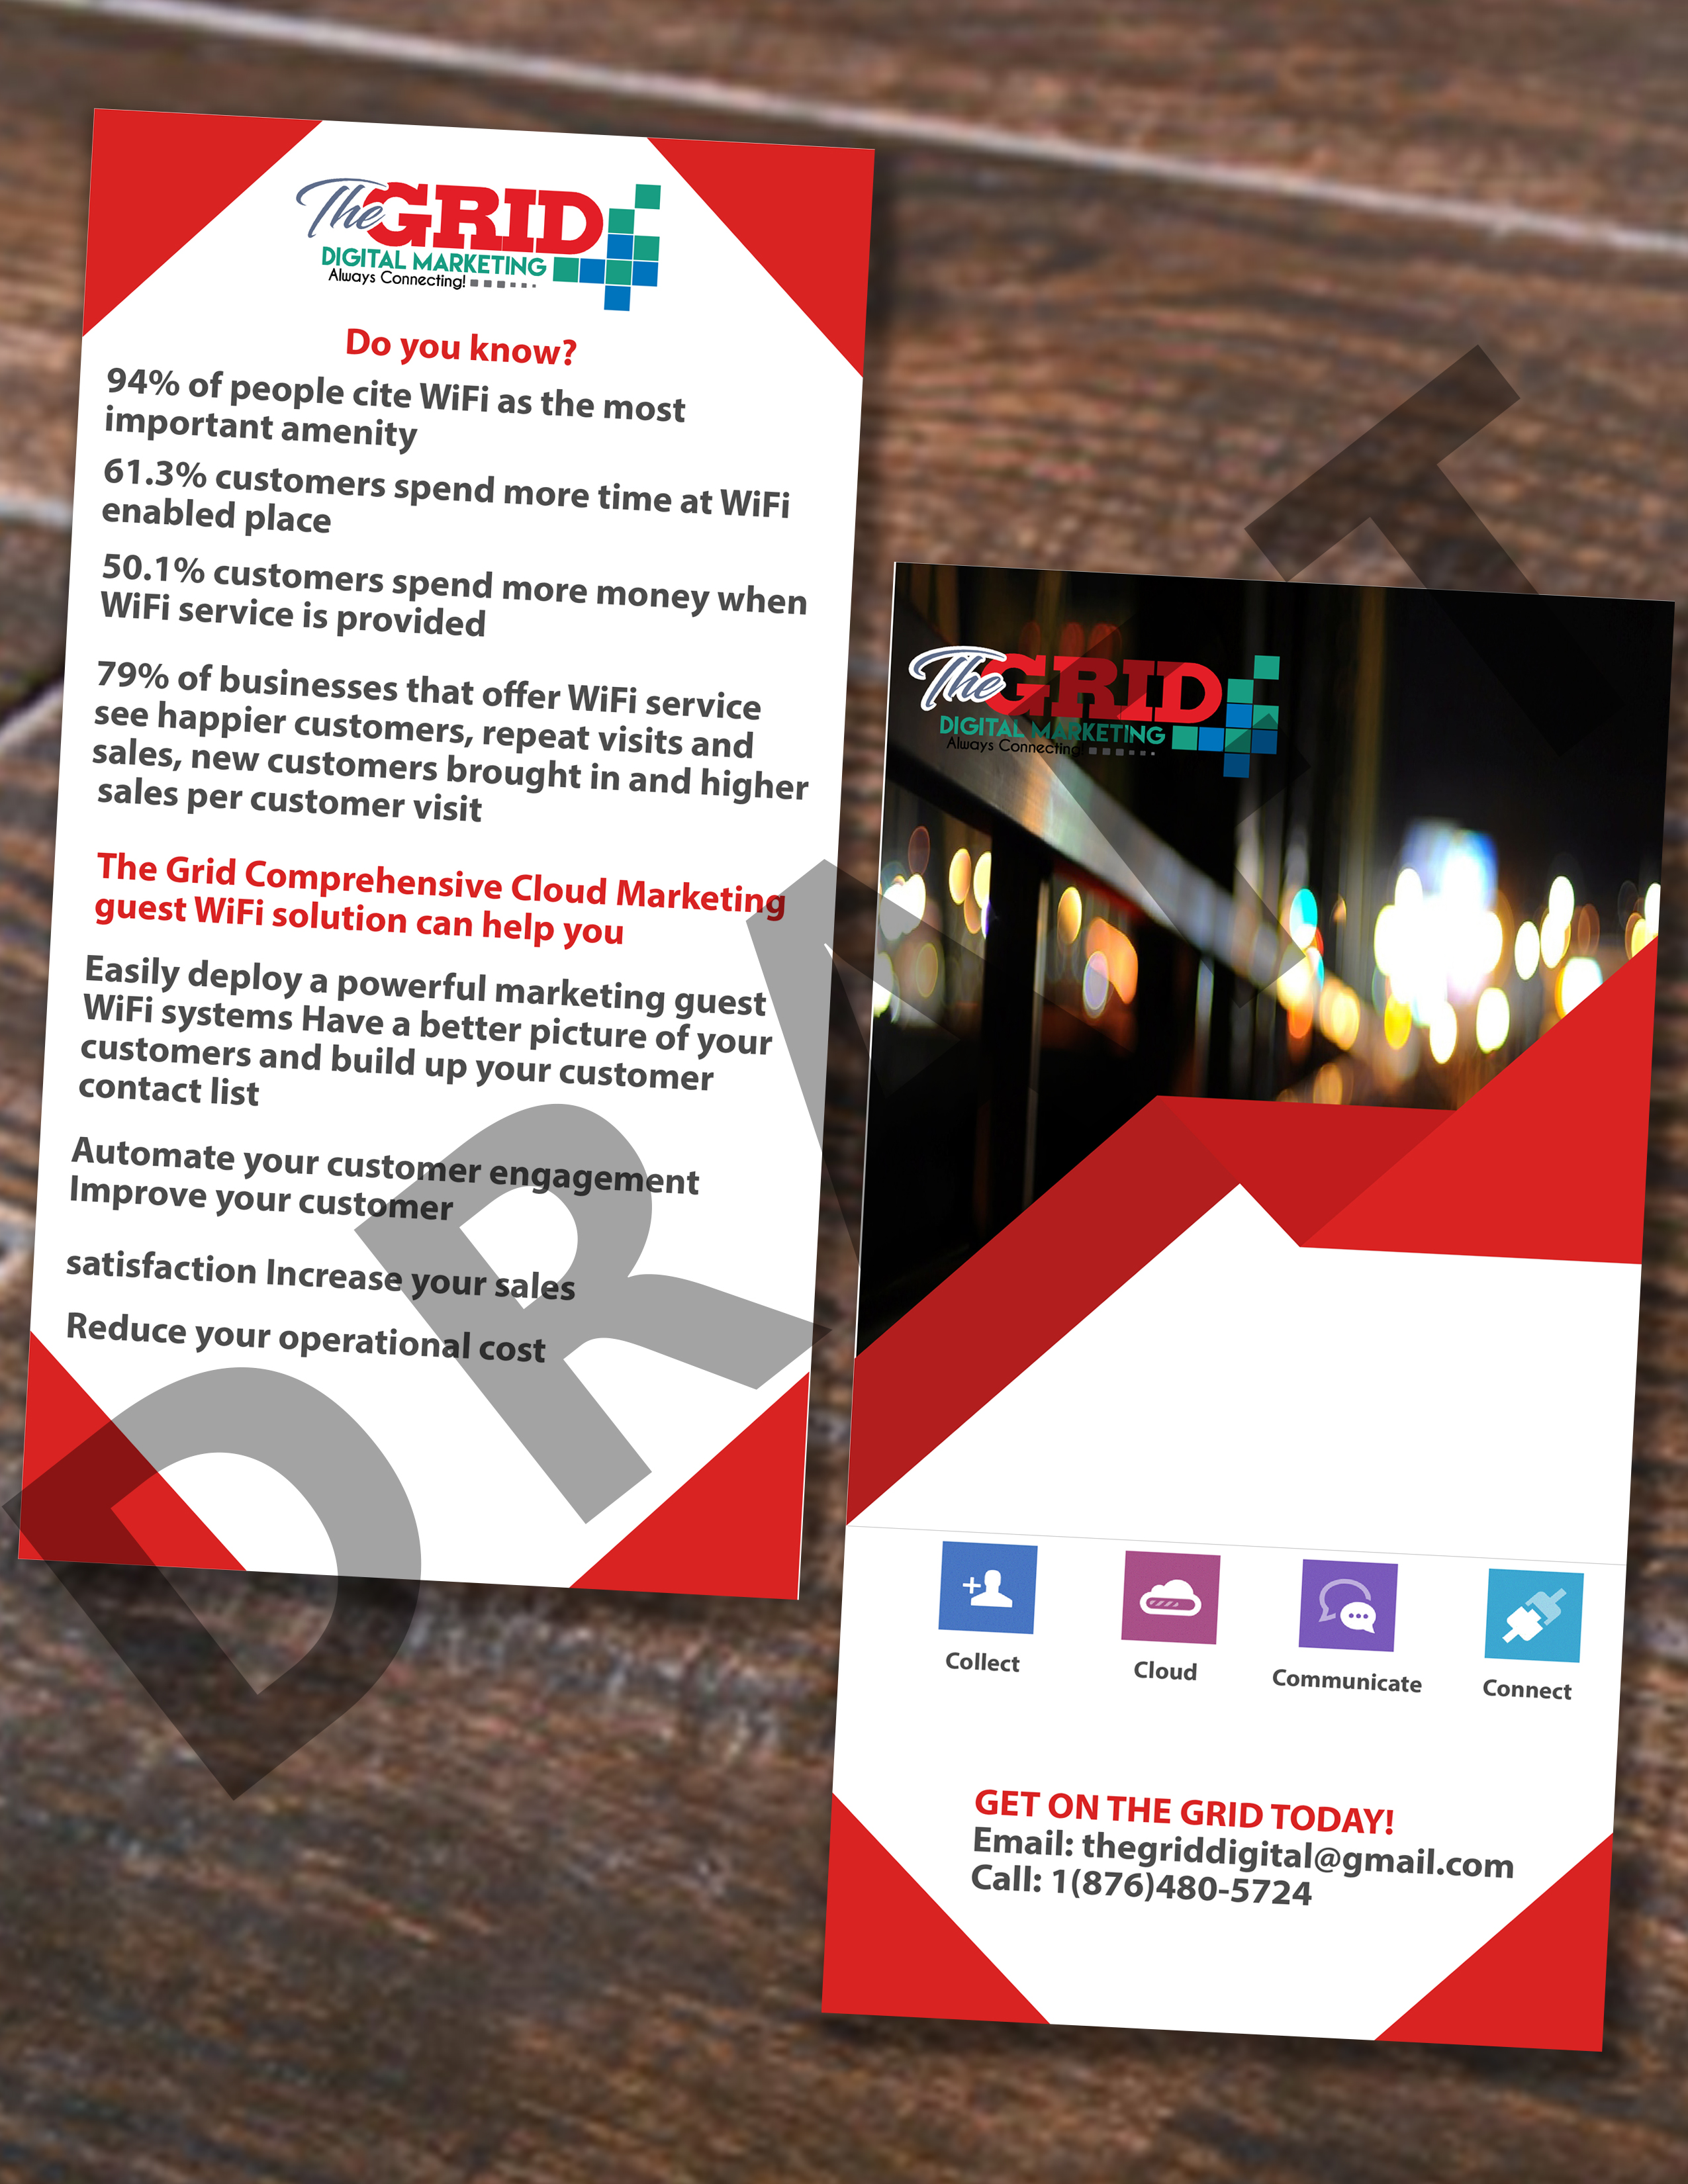 The GRID
DIGITAL MARKETING
Always Connecting!
Do you know?
94% of people cite WiFi as the most
important amenity
61.3% customers spend more time at WiFi
enabled place
50.1% customers spend more money when
WiFi service is provided
79% of businesses that offer WiFi service
see happier customers, repeat visits and
sales, new customers brought in and higher
sales per customer visit
The Grid Comprehensive Cloud Marketing
guest WiFi solution can help you
Easily deploy a powerful marketing guest
WiFi systems Have a better picture of your
customers and build up your customer
contact list
Automate your customer engagement
Improve your customer
satisfaction Increase your sales
Reduce your operational cost
The GRID
DIGITAL MARKETING
Always Connecting!
Collect
Cloud
Communicate
Connect
GET ON THE GRID TODAY!
Email: thegriddigital@gmail.com
Call: 1(876)480-5724
DRAFT